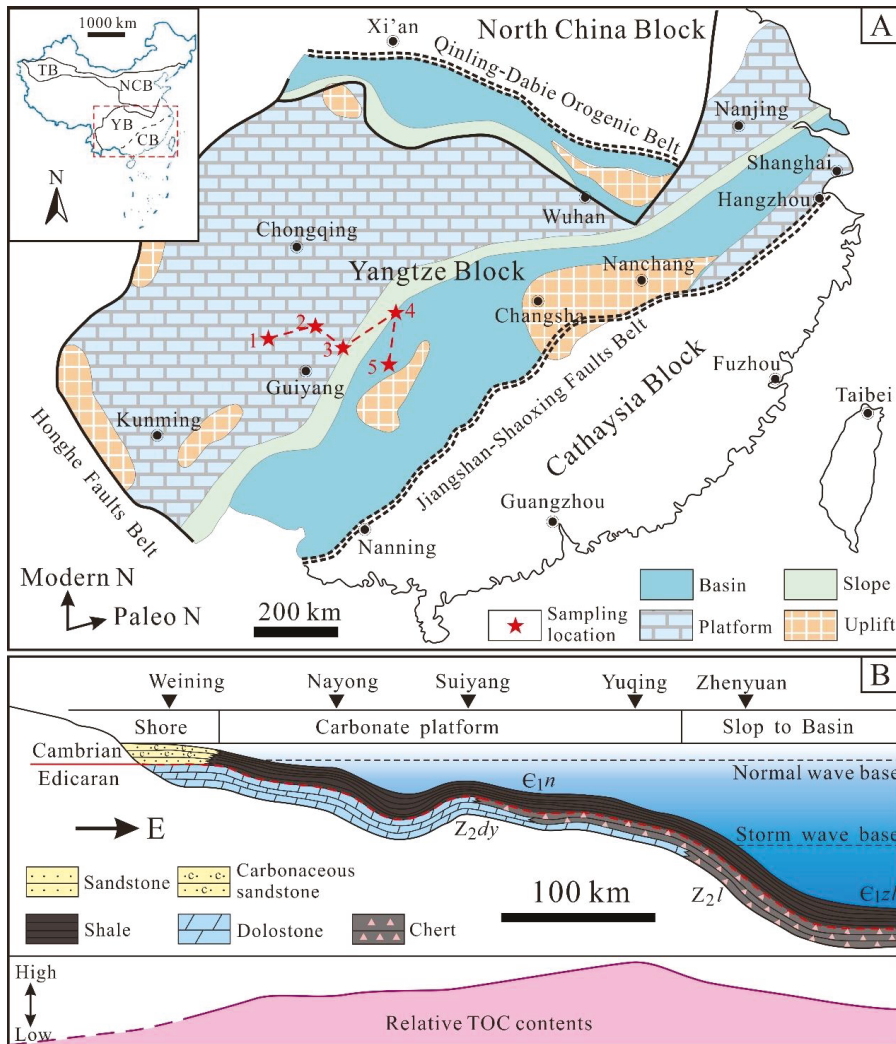 1000 km
TB
NCB
YB
CB
N
A
Xi'an
North China Block
Qinling-Dabie Orogenic Belt
Nanjing
Shanghai
Hangzhou
Wuhan
Chongqing
Yangtze Block
Nanchang
Changsha
1
2
3
4
5
Guiyang
Kunming
Honghe Faults Belt
Jiangshan-Shaoxing Faults Belt
Cathaysia Block
Fuzhou
Taibei
Guangzhou
Nanning
Modern N
Paleo N
200 km
Sampling
location
Basin
Slope
Platform
Uplift
B
Weining
Nayong
Suiyang
Yuqing
Zhenyuan
Shore
Carbonate platform
Slop to Basin
Cambrian
Edicaran
Є1n
Normal wave base
E
Z2dy
Storm wave base
Z2l
Є1zl
Sandstone
Carbonaceous
sandstone
100 km
Shale
Dolostone
Chert
High
Low
Relative TOC contents